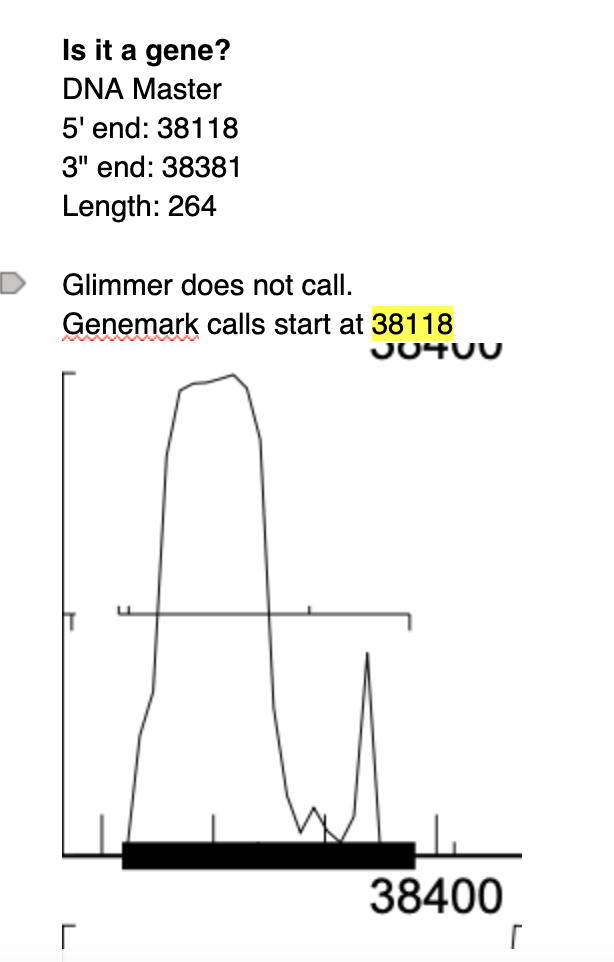 Is it a gene?
DNA Master
5' end: 38118
3" end: 38381
Length: 264
Glimmer does not call.
Genemark calls start at 38118
38400
38400